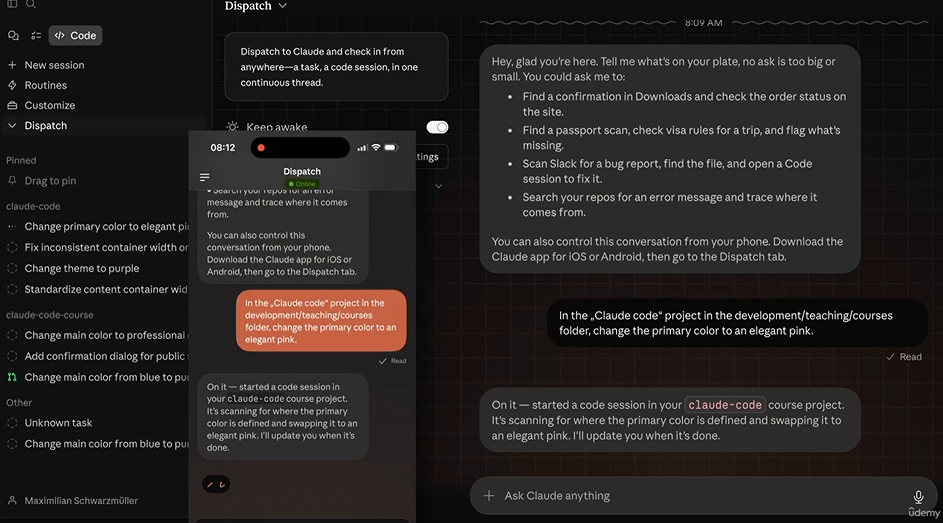 Code
New session
Routines
Customize
Dispatch
Pinned
Drag to pin
claude-code
Change primary color to elegant pi
Fix inconsistent container width
Change theme to purple
Standardize content container wid
claude-code-course
Change main color to professional
Add confirmation dialog for public
Change main color from blue to pu
Other
Unknown task
Change main color from blue to pu
Maximilian Schwarzmüller
Dispatch
Dispatch to Claude and check in from
anywhere—a task, a code session, in one
continuous thread.
Keep awake
tings
08:12
Dispatch
Online
• Search your repos for an error
message and trace where it comes
from.
You can also control this
conversation from your phone.
Download the Claude app for iOS or
Android, then go to the Dispatch tab.
In the „Claude code“ project in the
development/teaching/courses
folder, change the primary color to an
elegant pink.
Read
On it — started a code session in
your claude-code course project.
It's scanning for where the primary
color is defined and swapping it to an
elegant pink. I'll update you when it's
done.
8:09 AM
Hey, glad you're here. Tell me what's on your plate, no ask is too big or
small. You could ask me to:
• Find a confirmation in Downloads and check the order status on
the site.
• Find a passport scan, check visa rules for a trip, and flag what's
missing.
• Scan Slack for a bug report, find the file, and open a Code
session to fix it.
• Search your repos for an error message and trace where it
comes from.
You can also control this conversation from your phone. Download the
Claude app for iOS or Android, then go to the Dispatch tab.
In the „Claude code“ project in the development/teaching/courses
folder, change the primary color to an elegant pink.
Read
On it — started a code session in your claude-code course project.
It's scanning for where the primary color is defined and swapping it to
an elegant pink. I'll update you when it's done.
Ask Claude anything
ûdemy